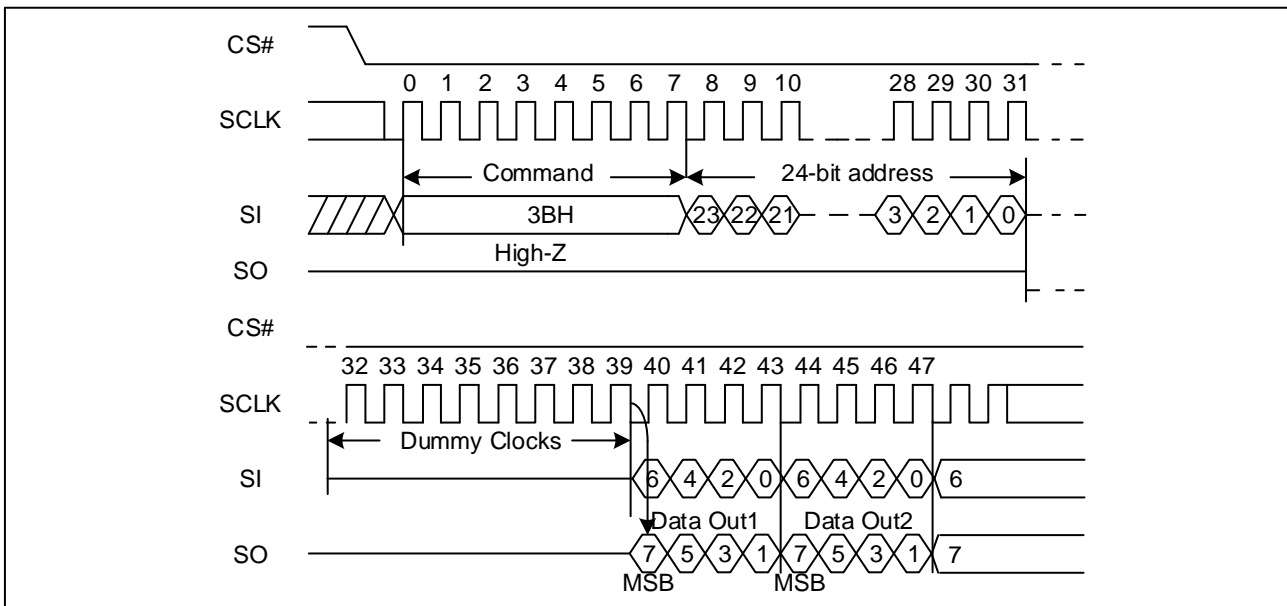 CS#
0 1 2 3 4 5 6 7 8 9 10 28 29 30 31
SCLK
Command 24-bit address
SI 3BH 23 22 21 3 2 1 0
High-Z
SO
CS#
32 33 34 35 36 37 38 39 40 41 42 43 44 45 46 47
SCLK
Dummy Clocks
SI 6 4 2 0 6 4 2 0 6
Data Out1 Data Out2
SO 7 5 3 1 7 5 3 1 7
MSB MSB